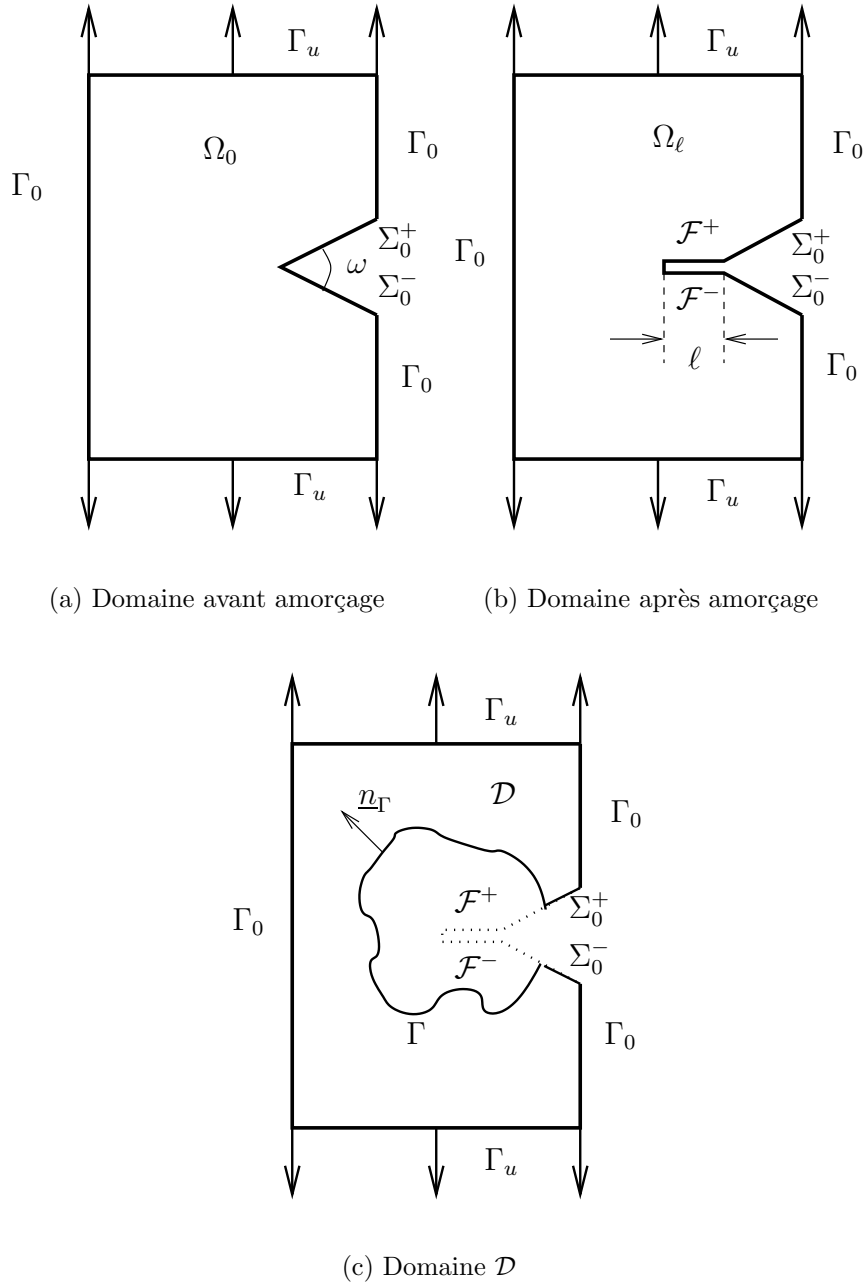 Γ_u Γ_u
Ω_0 Γ_0 Ω_ℓ Γ_0
Γ_0
Σ_0^+ F^+ Σ_0^+
ω Γ_0
Σ_0^- F^- Σ_0^-
ℓ
Γ_0 Γ_0
Γ_u Γ_u
(a) Domaine avant amorçage (b) Domaine après amorçage
Γ_u
n_Γ D
Γ_0
F^+ Σ_0^+
Γ_0
F^- Σ_0^-
Γ Γ_0
Γ_u
(c) Domaine D